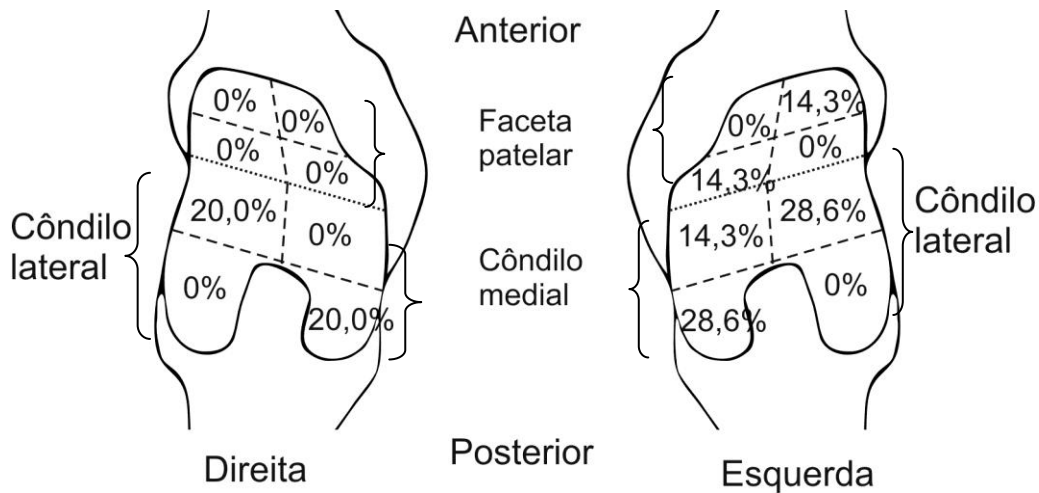 Anterior
0%
0%
0%
0%
20,0%
0%
0%
20,0%
Côndilo
lateral
Faceta
patelar
Côndilo
medial
14,3%
0%
0%
14,3%
28,6%
14,3%
0%
28,6%
Côndilo
lateral
Direita
Posterior
Esquerda